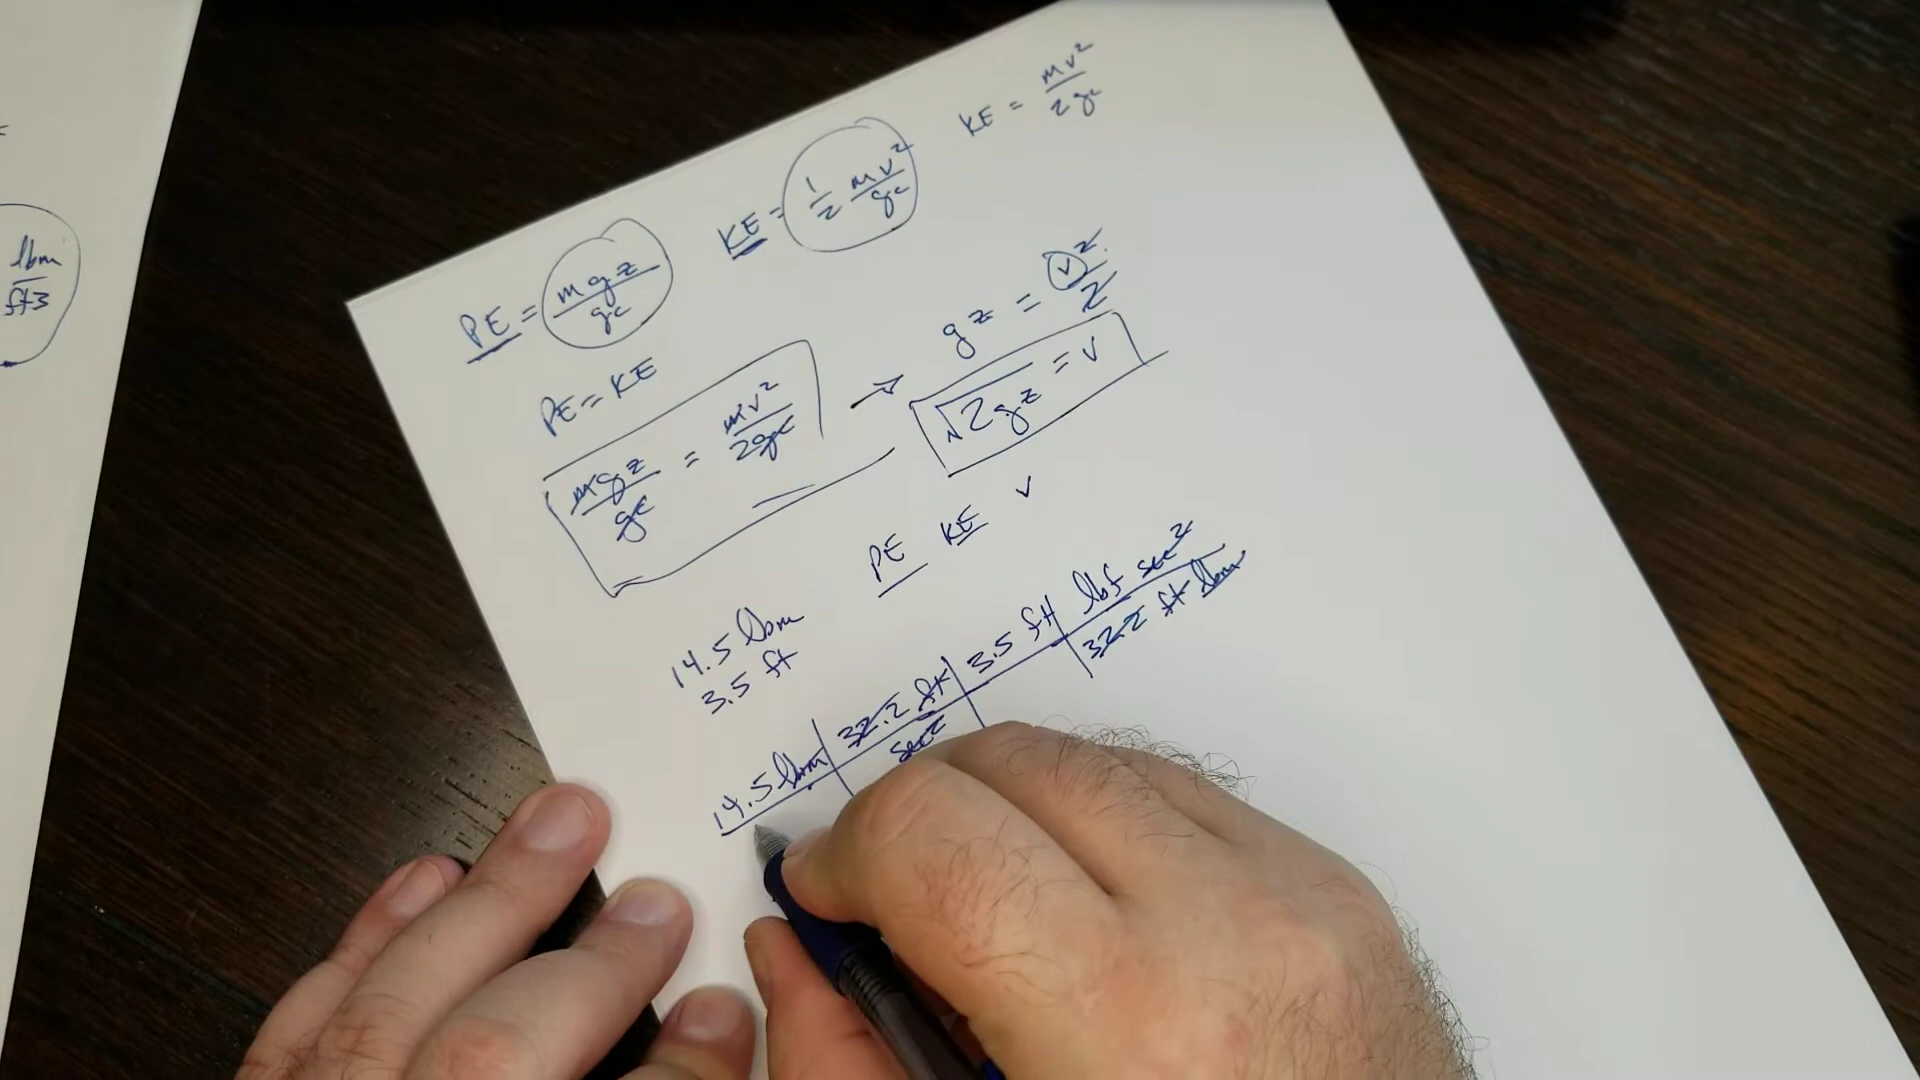 lbm
ft3
KE = mv²
2gc
KE = 1 mv²
2 gc
PE = mgz
gc
PE = KE
mgz = mv²
gc 2gc
→
gz = v²
2
√2gz = v
PE KE v
14.5 lbm
3.5 ft
14.5 lbm | 32.2 ft | 3.5 ft | lbf sec²
sec² 32.2 ft lbm